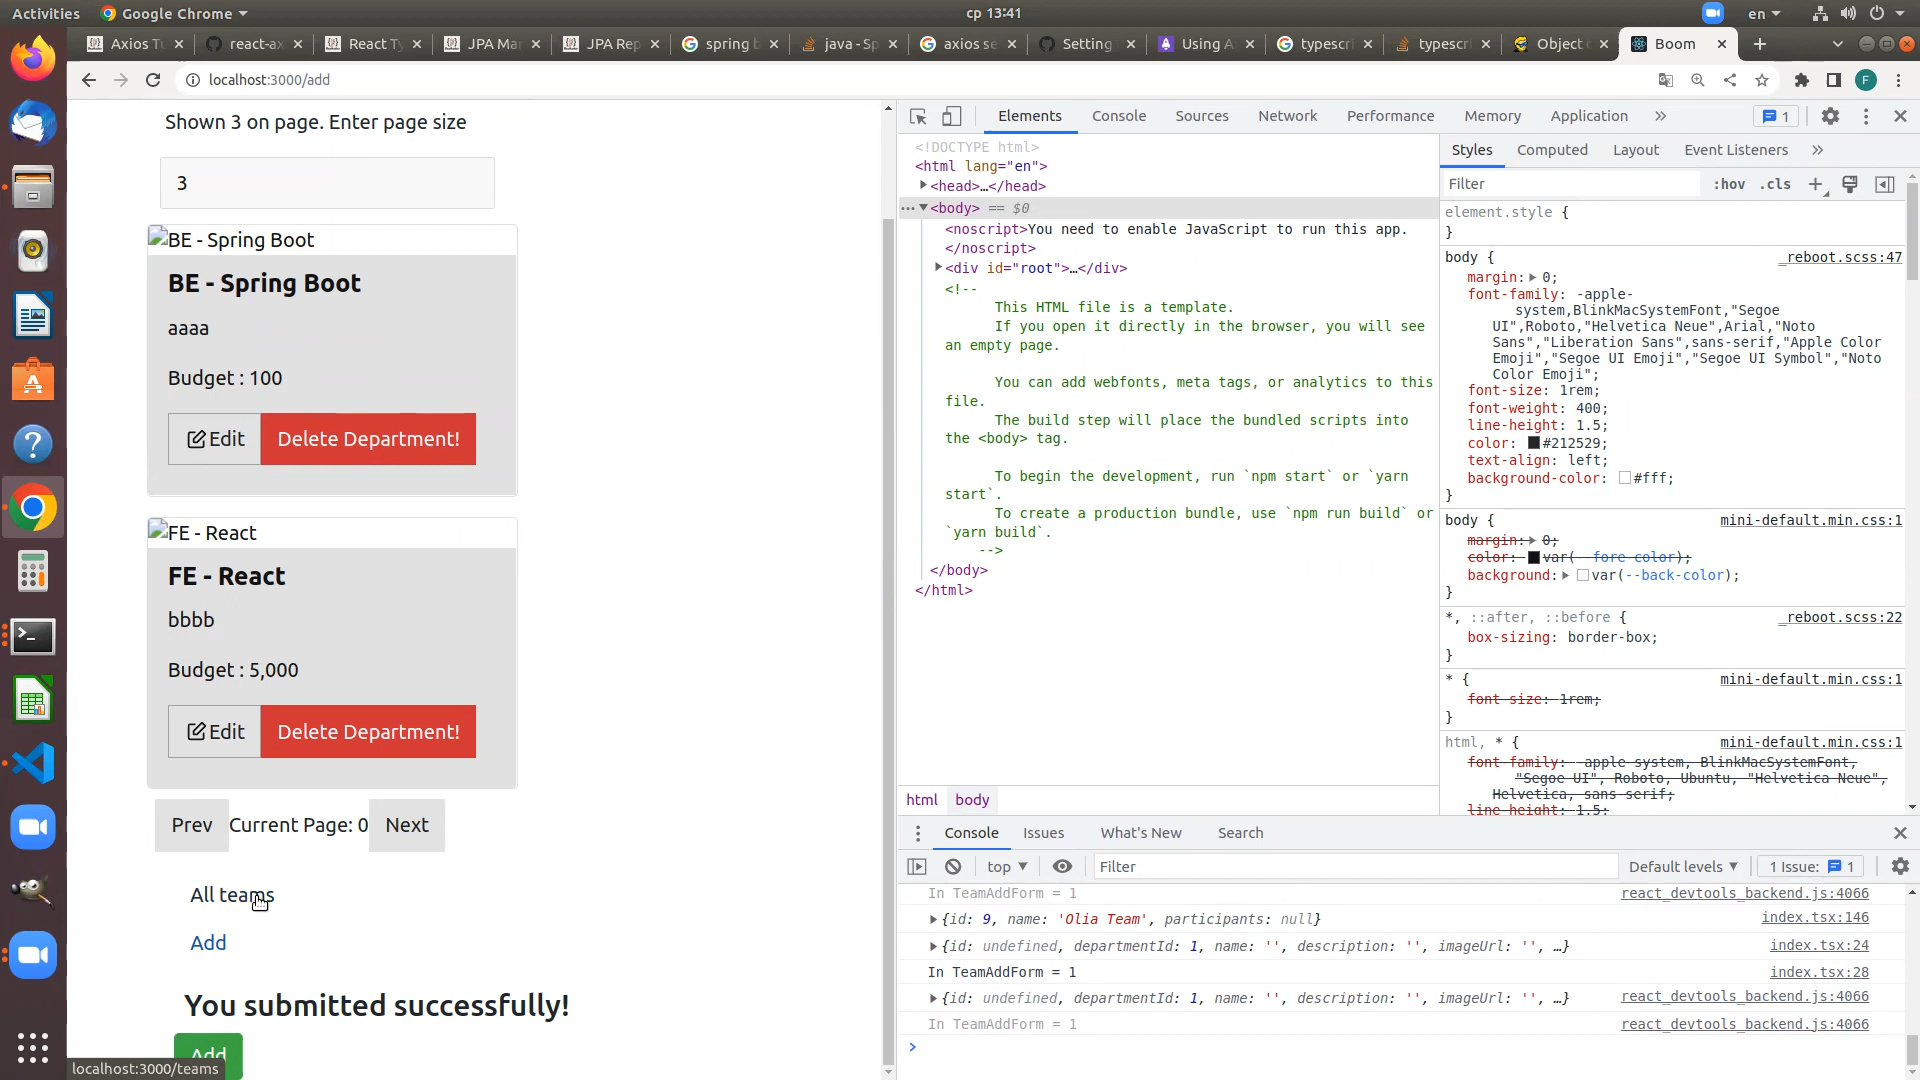 Activities
Google Chrome
ср 13:41
en
Axios Tu
react-ax
React Ty
JPA Ma
JPA Rep
spring b
java - Sp
axios se
Setting
Using A
typescri
typescri
Object
Boom
localhost:3000/add
F
Shown 3 on page. Enter page size
3
BE - Spring Boot
BE - Spring Boot
aaaa
Budget : 100
Edit
Delete Department!
FE - React
FE - React
bbbb
Budget : 5,000
Edit
Delete Department!
Prev
Current Page: 0
Next
All teams
Add
You submitted successfully!
Add
localhost:3000/teams
Elements
Console
Sources
Network
Performance
Memory
Application
1
<!DOCTYPE html>
<html lang="en">
<head>…</head>
<body> == $0
<noscript>You need to enable JavaScript to run this app.
</noscript>
<div id="root">…</div>
<!--
This HTML file is a template.
If you open it directly in the browser, you will see
an empty page.
You can add webfonts, meta tags, or analytics to this
file.
The build step will place the bundled scripts into
the <body> tag.
To begin the development, run `npm start` or `yarn
start`.
To create a production bundle, use `npm run build` or
`yarn build`.
-->
</body>
</html>
html
body
Styles
Computed
Layout
Event Listeners
Filter
:hov
.cls
element.style {
}
body {
_reboot.scss:47
margin: 0;
font-family: -apple-
system,BlinkMacSystemFont,"Segoe
UI",Roboto,"Helvetica Neue",Arial,"Noto
Sans","Liberation Sans",sans-serif,"Apple Color
Emoji","Segoe UI Emoji","Segoe UI Symbol","Noto
Color Emoji";
font-size: 1rem;
font-weight: 400;
line-height: 1.5;
color: #212529;
text-align: left;
background-color: #fff;
}
body {
mini-default.min.css:1
margin: 0;
color: var(--fore-color);
background: var(--back-color);
}
*, ::after, ::before {
_reboot.scss:22
box-sizing: border-box;
}
* {
mini-default.min.css:1
font-size: 1rem;
}
html, * {
mini-default.min.css:1
font-family: -apple-system, BlinkMacSystemFont,
"Segoe UI", Roboto, Ubuntu, "Helvetica Neue",
Helvetica, sans-serif;
line-height: 1.5;
Console
Issues
What's New
Search
top
Filter
Default levels
1 Issue: 1
In TeamAddForm = 1
react_devtools_backend.js:4066
{id: 9, name: 'Olia Team', participants: null}
index.tsx:146
{id: undefined, departmentId: 1, name: '', description: '', imageUrl: '', …}
index.tsx:24
In TeamAddForm = 1
index.tsx:28
{id: undefined, departmentId: 1, name: '', description: '', imageUrl: '', …}
react_devtools_backend.js:4066
In TeamAddForm = 1
react_devtools_backend.js:4066